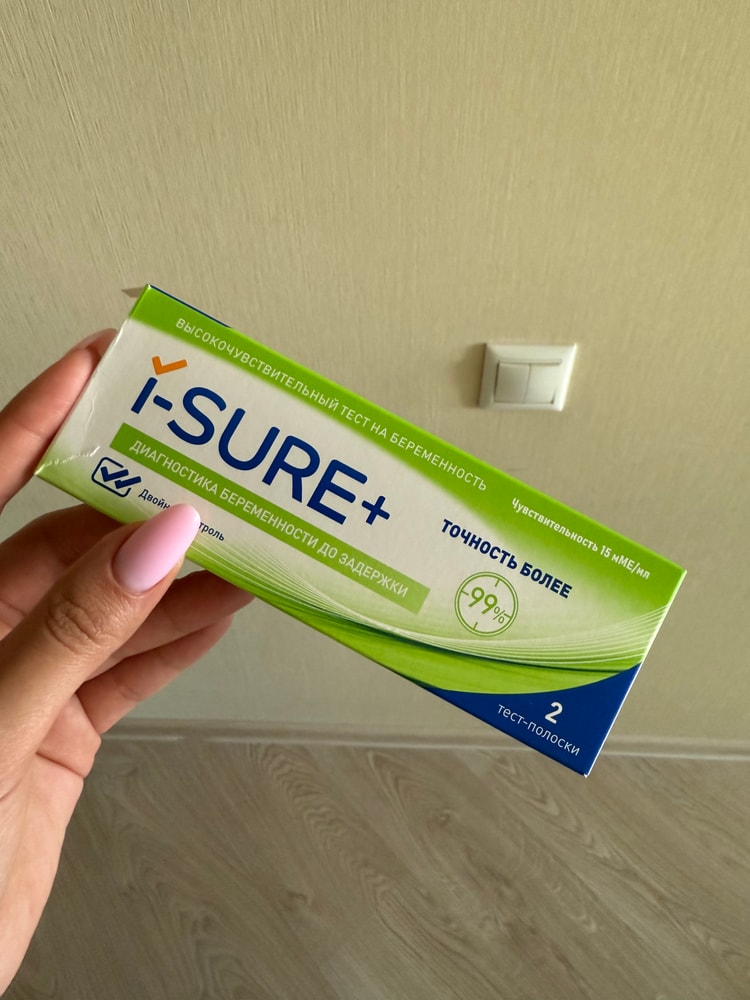 ВЫСОКОЧУВСТВИТЕЛЬНЫЙ ТЕСТ НА БЕРЕМЕННОСТЬ
Чувствительность 15 мМЕ/мл
i-SURE+
ДИАГНОСТИКА БЕРЕМЕННОСТИ ДО ЗАДЕРЖКИ
ТОЧНОСТЬ БОЛЕЕ
99%
2
тест-полоски